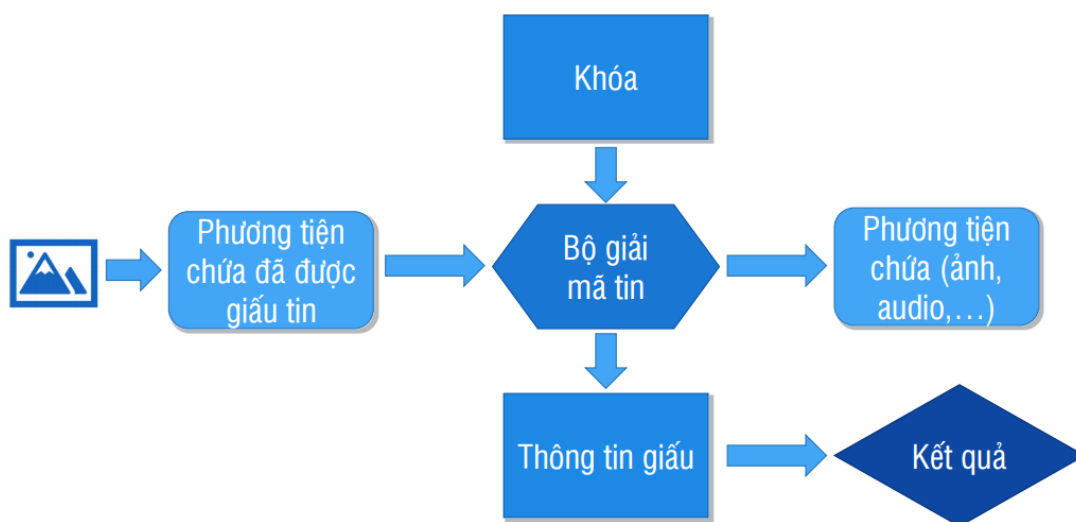 Khóa
Phương tiện
chứa đã được
giấu tin
Bộ giải
mã tin
Phương tiện
chứa (ảnh,
audio,...)
Thông tin giấu
Kết quả